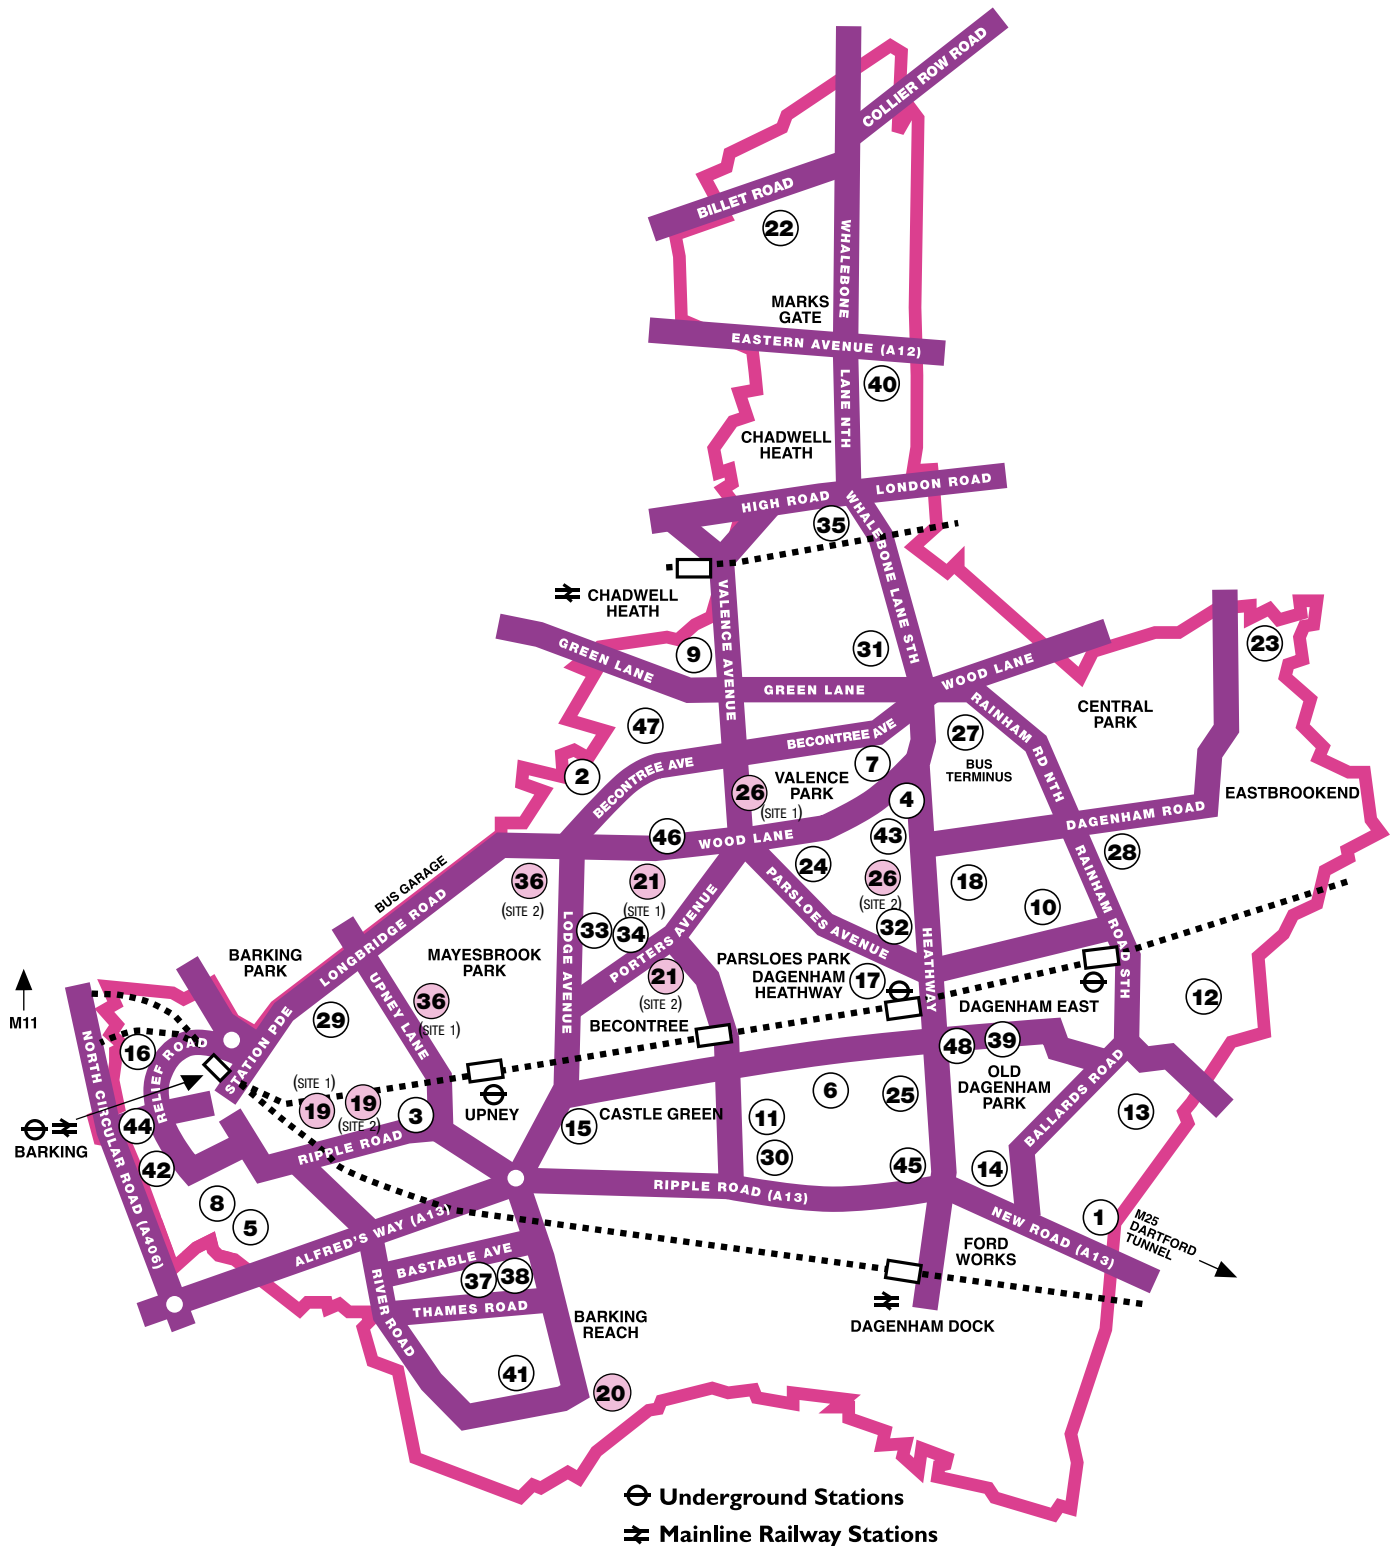 COLLIER ROW ROAD
BILLET ROAD
22
WHALEBONE
MARKS
GATE
EASTERN AVENUE (A12)
LANE NTH
40
CHADWELL
HEATH
HIGH ROAD
LONDON ROAD
35
WHALEBONE LANE STH
CHADWELL
HEATH
VALENCE AVENUE
GREEN LANE
9
31
23
GREEN LANE
WOOD LANE
CENTRAL
PARK
47
RAINHAM RD NTH
27
BUS
TERMINUS
BECONTREE AVE
BECONTREE AVE
2
7
VALENCE
PARK
26
(SITE 1)
4
EASTBROOKEND
DAGENHAM ROAD
46
WOOD LANE
43
24
28
RAINHAM ROAD STH
BUS GARAGE
LONGBRIDGE ROAD
36
(SITE 2)
21
(SITE 1)
PARSLOES AVENUE
26
(SITE 2)
18
10
32
LODGE AVENUE
33
34
PORTERS AVENUE
HEATHWAY
BARKING
PARK
MAYESBROOK
PARK
21
(SITE 2)
PARSLOES PARK
DAGENHAM
HEATHWAY
17
DAGENHAM EAST
12
M11
UPNEY LANE
36
(SITE 1)
BECONTREE
29
STATION PDE
NORTH CIRCULAR ROAD (A406)
16
RELIEF ROAD
48
39
OLD
DAGENHAM
PARK
BALLARDS ROAD
(SITE 1)
19
19
(SITE 2)
3
UPNEY
CASTLE GREEN
6
25
11
13
15
44
BARKING
RIPPLE ROAD
42
30
45
14
RIPPLE ROAD (A13)
8
5
ALFRED'S WAY (A13)
NEW ROAD (A13)
1
M25
DARTFORD
TUNNEL
FORD
WORKS
BASTABLE AVE
37
38
THAMES ROAD
RIVER ROAD
BARKING
REACH
DAGENHAM DOCK
41
20
Underground Stations
Mainline Railway Stations